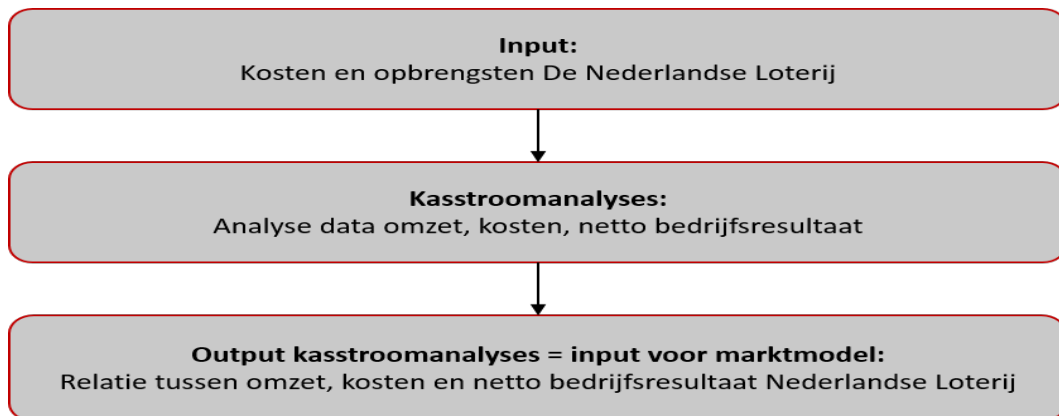 Input:
Kosten en opbrengsten De Nederlandse Loterij
Kasstroomanalyses:
Analyse data omzet, kosten, netto bedrijfsresultaat
Output kasstroomanalyses = input voor marktmodel:
Relatie tussen omzet, kosten en netto bedrijfsresultaat Nederlandse Loterij